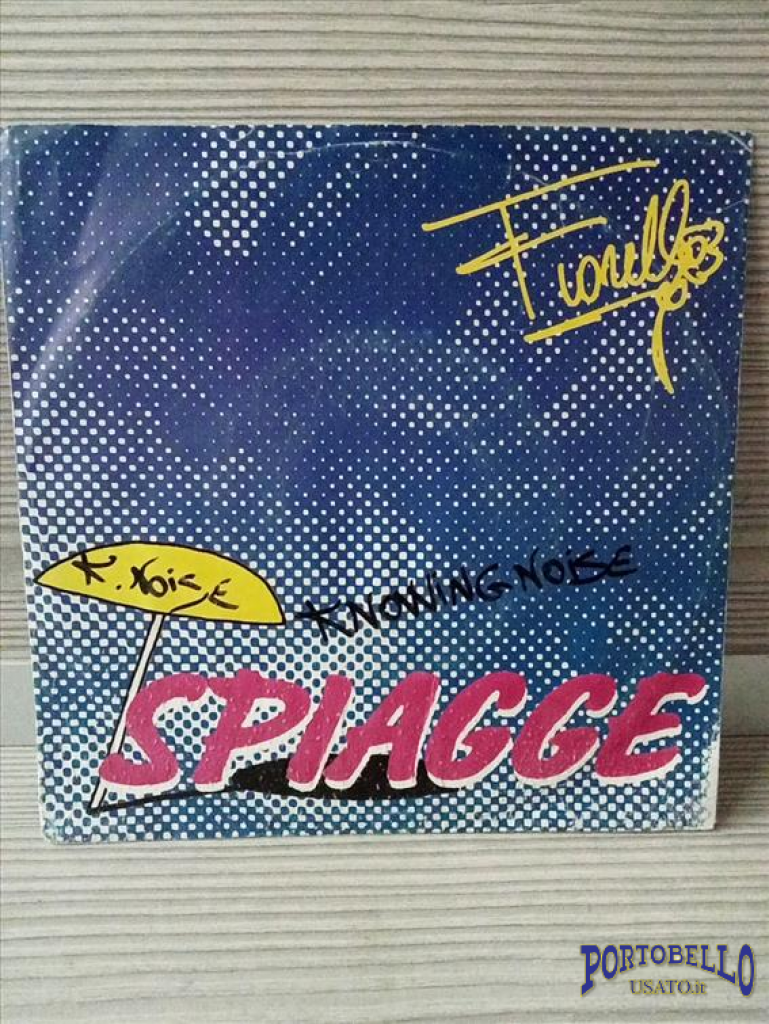 Fiorello
K. NOISE
KNOWING NOISE
SPIAGGE
PORTOBELLO
USATO.it